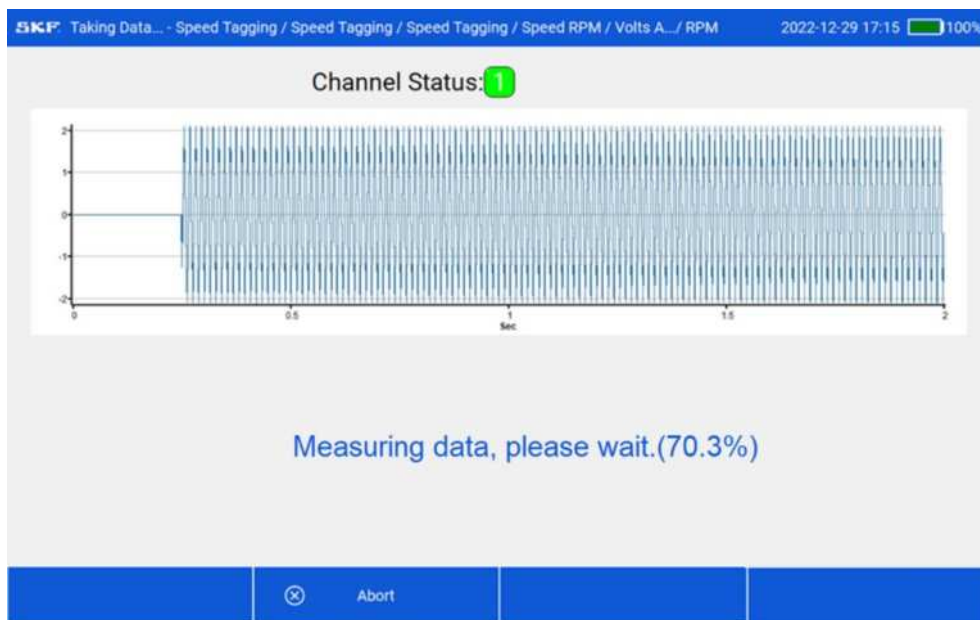 SKF. Taking Data... - Speed Tagging / Speed Tagging / Speed Tagging / Speed RPM / Volts A.../ RPM 2022-12-29 17:15 100%
Channel Status: 1
2
1
0
-1
-2
0 0.5 1 1.5 2
Sec
Measuring data, please wait.(70.3%)
Abort